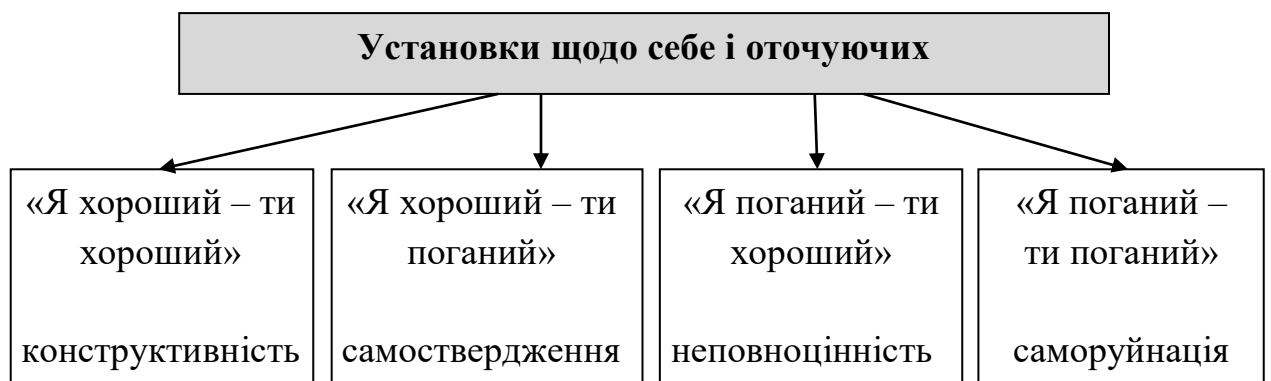 Установки щодо себе і оточуючих
«Я хороший – ти
хороший»
конструктивність
«Я хороший – ти
поганий»
самоствердження
«Я поганий – ти
хороший»
неповноцінність
«Я поганий –
ти поганий»
саморуйнація